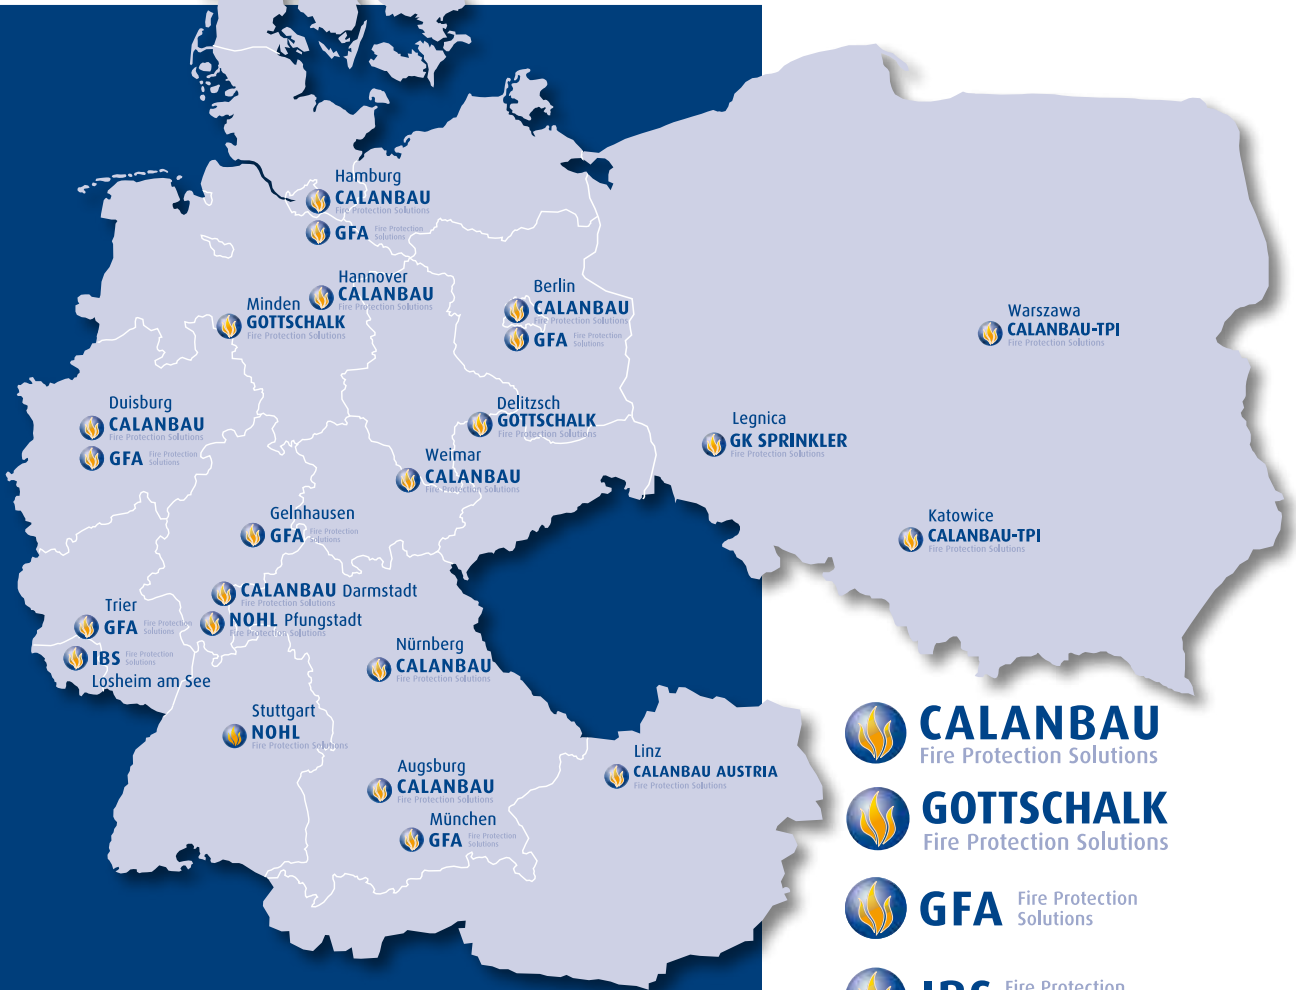 Hamburg
CALANBAU
Fire Protection Solutions
GFA Fire Protection
Solutions
Hannover
CALANBAU
Fire Protection Solutions
Minden
GOTTSCHALK
Fire Protection Solutions
Berlin
CALANBAU
Fire Protection Solutions
GFA Fire Protection
Solutions
Warszawa
CALANBAU-TPI
Fire Protection Solutions
Duisburg
CALANBAU
Fire Protection Solutions
GFA Fire Protection
Solutions
Delitzsch
GOTTSCHALK
Fire Protection Solutions
Legnica
GK SPRINKLER
Fire Protection Solutions
Weimar
CALANBAU
Fire Protection Solutions
Gelnhausen
GFA Fire Protection
Solutions
Katowice
CALANBAU-TPI
Fire Protection Solutions
CALANBAU Darmstadt
Fire Protection Solutions
NOHL Pfungstadt
Fire Protection Solutions
Trier
GFA Fire Protection
Solutions
IBS Fire Protection
Solutions
Losheim am See
Nürnberg
CALANBAU
Fire Protection Solutions
Stuttgart
NOHL
Fire Protection Solutions
Augsburg
CALANBAU
Fire Protection Solutions
München
GFA Fire Protection
Solutions
Linz
CALANBAU AUSTRIA
Fire Protection Solutions
CALANBAU
Fire Protection Solutions
GOTTSCHALK
Fire Protection Solutions
GFA Fire Protection
Solutions
IBS Fire Protection